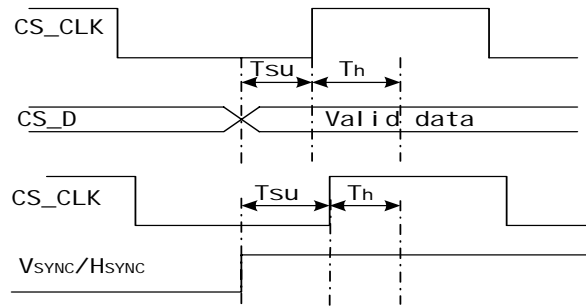 CS_CLK
Tsu Th
CS_D Valid data
CS_CLK Tsu Th
VSYNC/HSYNC